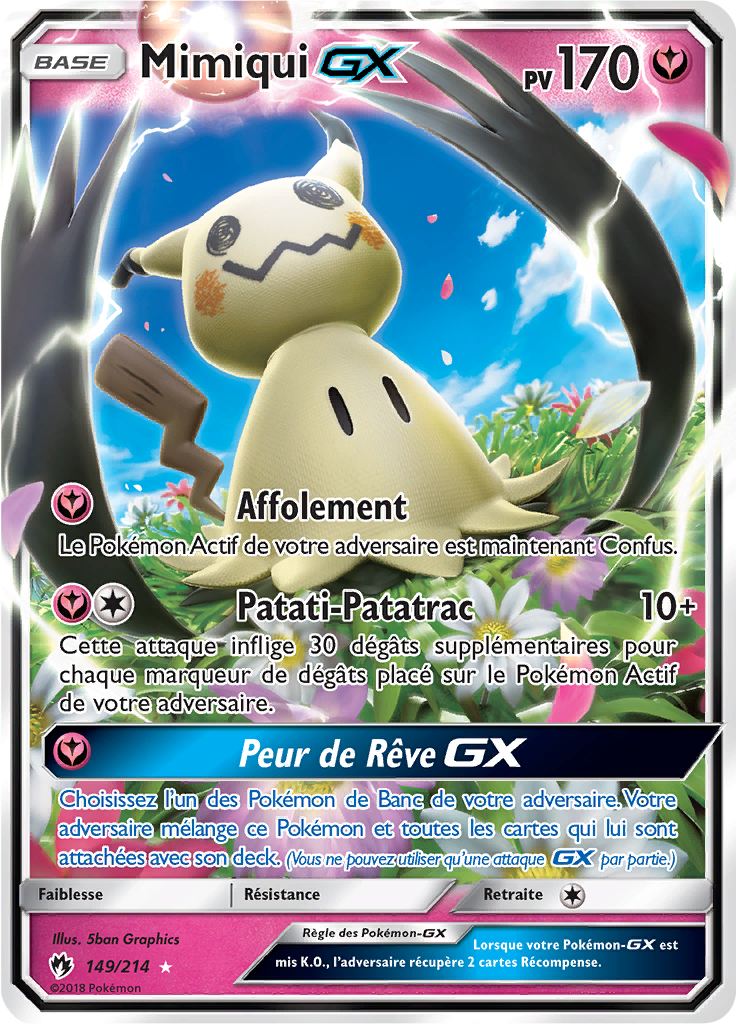 BASE Mimiqui GX PV 170
Affolement
Le Pokémon Actif de votre adversaire est maintenant Confus.
Patati-Patatrac 10+
Cette attaque inflige 30 dégâts supplémentaires pour
chaque marqueur de dégâts placé sur le Pokémon Actif
de votre adversaire.
Peur de Rêve GX
Choisissez l'un des Pokémon de Banc de votre adversaire. Votre
adversaire mélange ce Pokémon et toutes les cartes qui lui sont
attachées avec son deck. (Vous ne pouvez utiliser qu'une attaque GX par partie.)
Faiblesse Résistance Retraite
Illus. 5ban Graphics
149/214
©2018 Pokémon
Règle des Pokémon-GX
Lorsque votre Pokémon-GX est
mis K.O., l'adversaire récupère 2 cartes Récompense.